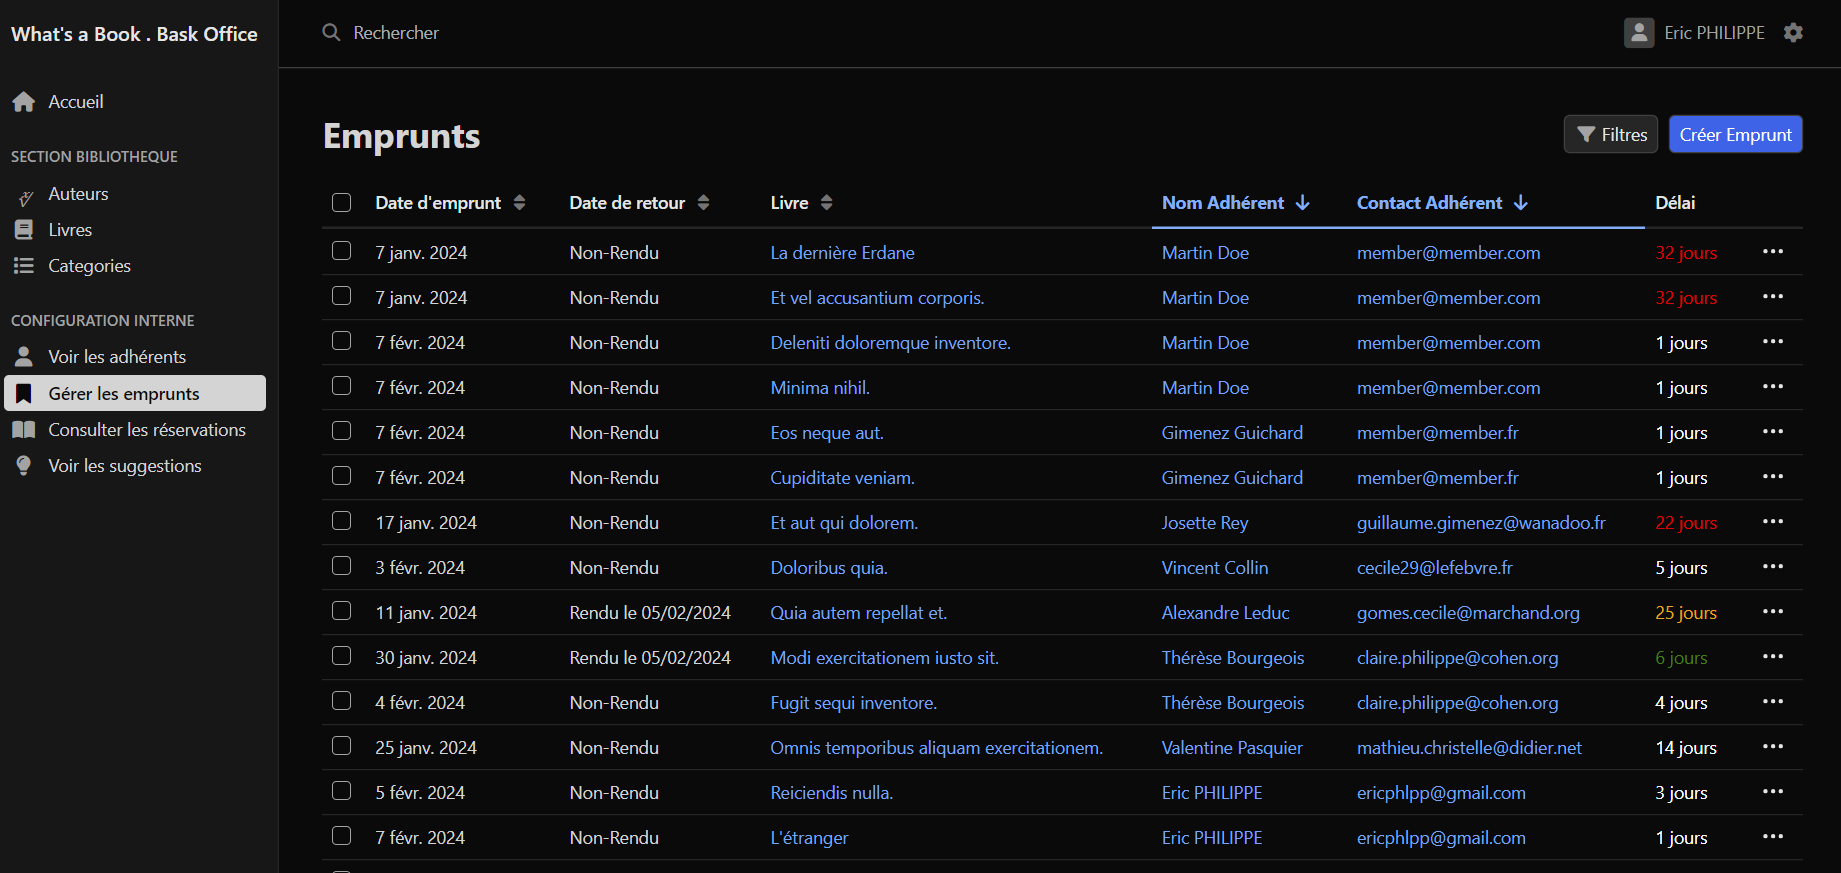 What's a Book . Bask Office
Rechercher
Eric PHILIPPE
Accueil
SECTION BIBLIOTHEQUE
Auteurs
Livres
Categories
CONFIGURATION INTERNE
Voir les adhérents
Gérer les emprunts
Consulter les réservations
Voir les suggestions
Emprunts
Filtres
Créer Emprunt
Date d'emprunt Date de retour Livre Nom Adhérent Contact Adhérent Délai
7 janv. 2024 Non-Rendu La dernière Erdane Martin Doe member@member.com 32 jours
7 janv. 2024 Non-Rendu Et vel accusantium corporis. Martin Doe member@member.com 32 jours
7 févr. 2024 Non-Rendu Deleniti doloremque inventore. Martin Doe member@member.com 1 jours
7 févr. 2024 Non-Rendu Minima nihil. Martin Doe member@member.com 1 jours
7 févr. 2024 Non-Rendu Eos neque aut. Gimenez Guichard member@member.fr 1 jours
7 févr. 2024 Non-Rendu Cupiditate veniam. Gimenez Guichard member@member.fr 1 jours
17 janv. 2024 Non-Rendu Et aut qui dolorem. Josette Rey guillaume.gimenez@wanadoo.fr 22 jours
3 févr. 2024 Non-Rendu Doloribus quia. Vincent Collin cecile29@lefebvre.fr 5 jours
11 janv. 2024 Rendu le 05/02/2024 Quia autem repellat et. Alexandre Leduc gomes.cecile@marchand.org 25 jours
30 janv. 2024 Rendu le 05/02/2024 Modi exercitationem iusto sit. Thérèse Bourgeois claire.philippe@cohen.org 6 jours
4 févr. 2024 Non-Rendu Fugit sequi inventore. Thérèse Bourgeois claire.philippe@cohen.org 4 jours
25 janv. 2024 Non-Rendu Omnis temporibus aliquam exercitationem. Valentine Pasquier mathieu.christelle@didier.net 14 jours
5 févr. 2024 Non-Rendu Reiciendis nulla. Eric PHILIPPE ericphlpp@gmail.com 3 jours
7 févr. 2024 Non-Rendu L'étranger Eric PHILIPPE ericphlpp@gmail.com 1 jours